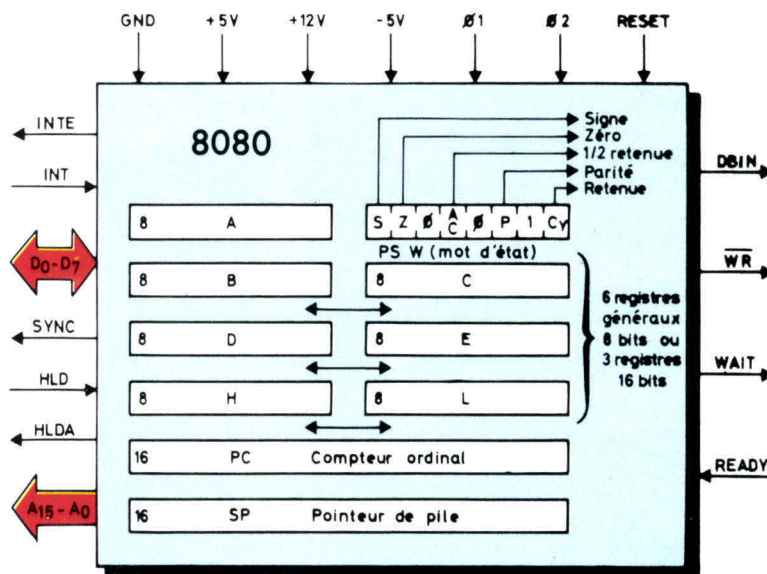 GND +5V +12V -5V Ø1 Ø2 RESET
8080
Signe
Zéro
1/2 retenue
Parité
Retenue
INTE
INT
D0-D7
SYNC
HLD
HLDA
A15-A0
DBIN
WR
WAIT
READY
8 A
S Z Ø AC Ø P 1 CY
PS W (mot d'état)
8 B
8 C
8 D
8 E
8 H
8 L
6 registres
généraux
8 bits ou
3 registres
16 bits
16 PC Compteur ordinal
16 SP Pointeur de pile